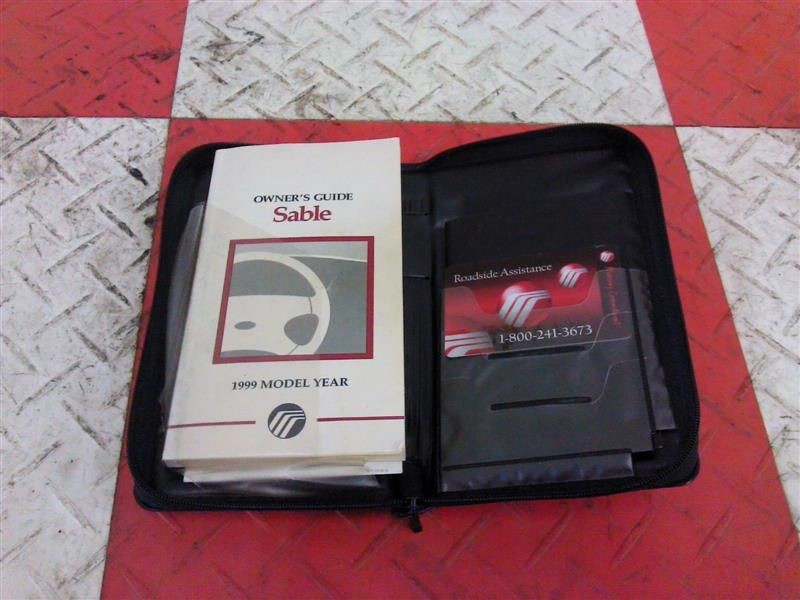 OWNER'S GUIDE
Sable
1999 MODEL YEAR
Roadside Assistance
1-800-241-3673